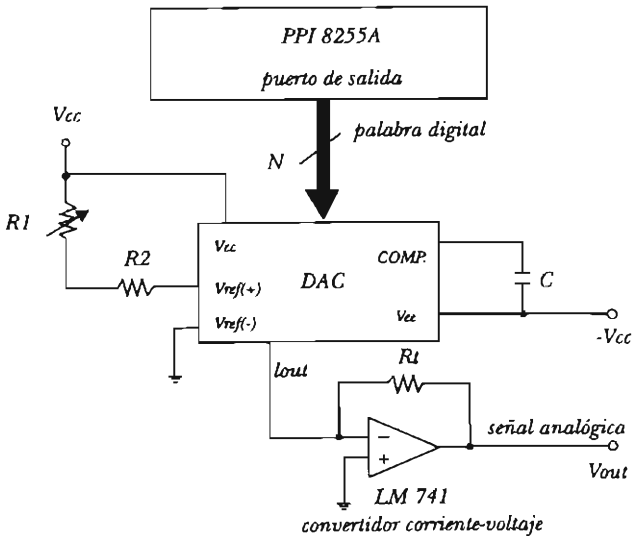 PPI 8255A
puerto de salida
Vcc
palabra digital
N
R1
R2
Vcc
COMP.
Vref(+)
DAC
C
Vref(-)
Vee
-Vcc
Iout
Rt
señal analógica
Vout
LM 741
convertidor corriente-voltaje